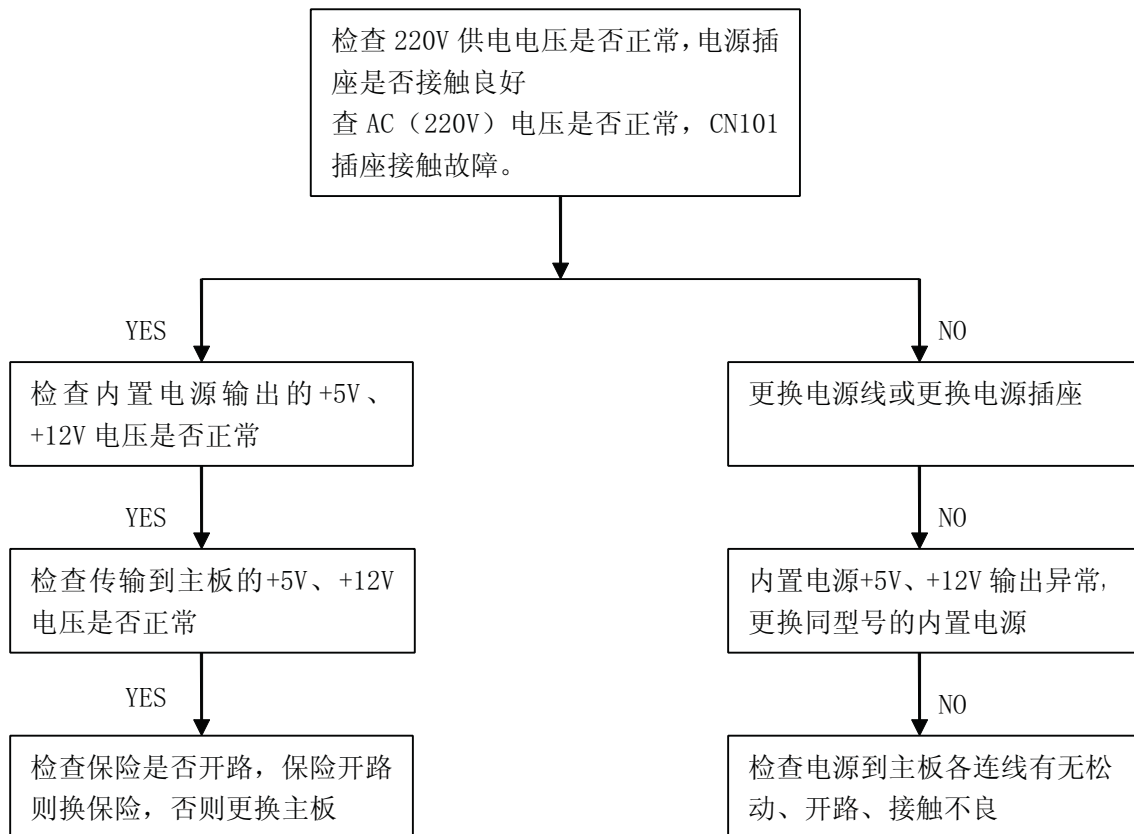 检查 220V 供电电压是否正常，电源插
座是否接触良好
查 AC（220V）电压是否正常，CN101
插座接触故障。
YES
NO
检查内置电源输出的+5V、
+12V 电压是否正常
更换电源线或更换电源插座
YES
NO
检查传输到主板的+5V、+12V
电压是否正常
内置电源+5V、+12V 输出异常，
更换同型号的内置电源
YES
NO
检查保险是否开路，保险开路
则换保险，否则更换主板
检查电源到主板各连线有无松
动、开路、接触不良